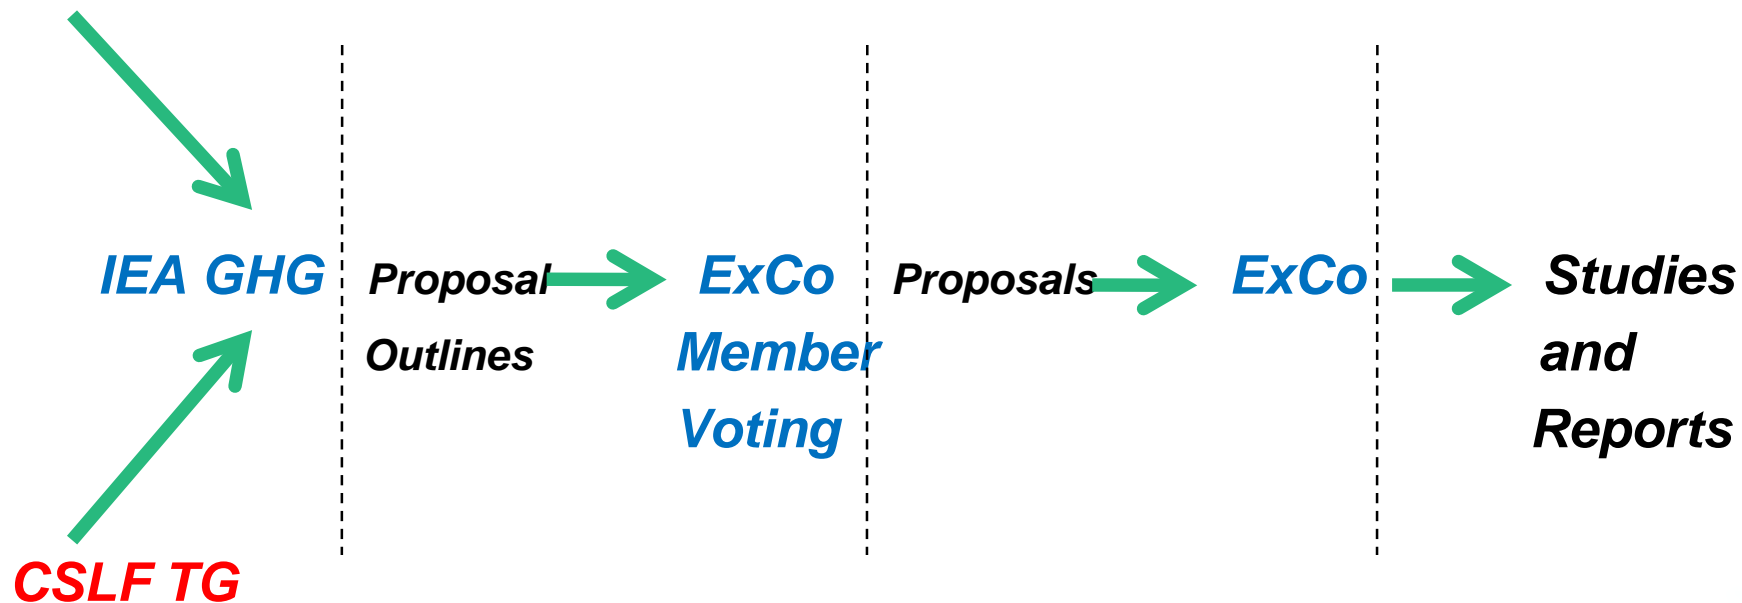 IEA GHG
Proposal
Outlines
ExCo
Member
Voting
Proposals
ExCo
Studies
and
Reports
CSLF TG